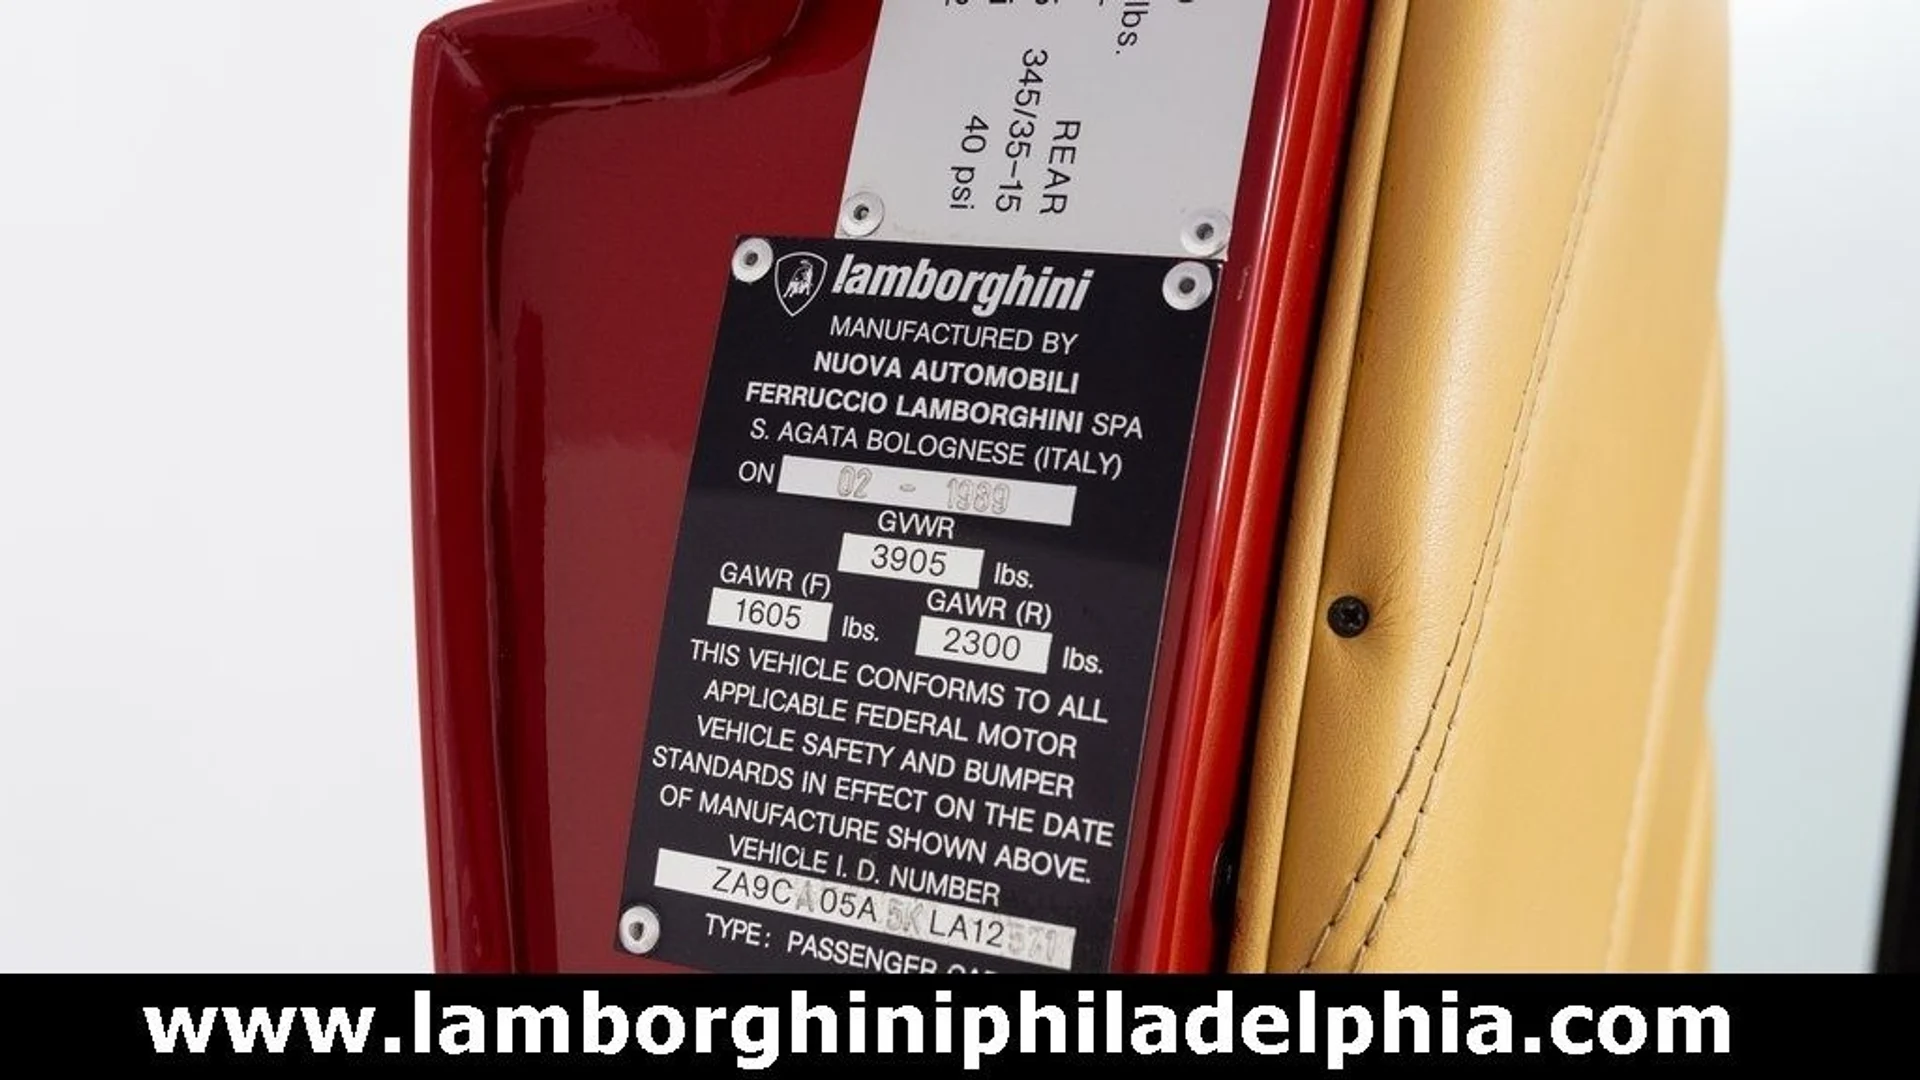 lbs.
REAR
345/35-15
40 psi
lamborghini
MANUFACTURED BY
NUOVA AUTOMOBILI
FERRUCCIO LAMBORGHINI SPA
S. AGATA BOLOGNESE (ITALY)
ON 02 - 1989
GVWR
3905 lbs.
GAWR (F) GAWR (R)
1605 lbs. 2300 lbs.
THIS VEHICLE CONFORMS TO ALL
APPLICABLE FEDERAL MOTOR
VEHICLE SAFETY AND BUMPER
STANDARDS IN EFFECT ON THE DATE
OF MANUFACTURE SHOWN ABOVE.
VEHICLE I. D. NUMBER
ZA9CA05A5KLA12571
TYPE: PASSENGER
www.lamborghiniphiladelphia.com